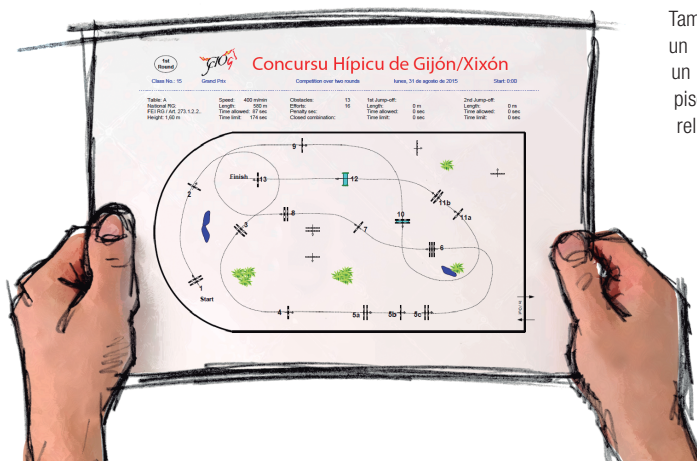 Tam
un
un
pis
rel
1st
Round
Concursu Hípicu de Gijón/Xixón
Class No.: 15 Grand Prix Competition over two rounds lunes, 31 de agosto de 2015: Start: 0:00
Table: A Speed: 400 m/min Obstacles: 13 1st Jump-off: 2nd Jump-off:
National RG: Length: 580 m Efforts: 16 Length: 0 m Length: 0 m
FEI RG / Art. 273.1.2.2.. Time allowed: 87 sec Penalty sec: Time allowed: 0 sec Time allowed: 0 sec
Height: 1,60 m Time limit: 174 sec Closed combination: Time limit: 0 sec Time limit: 0 sec
9
Finish 13 12
2 11b
11a
8 10
3 7
6
1
Start
4 5a 5b 5c